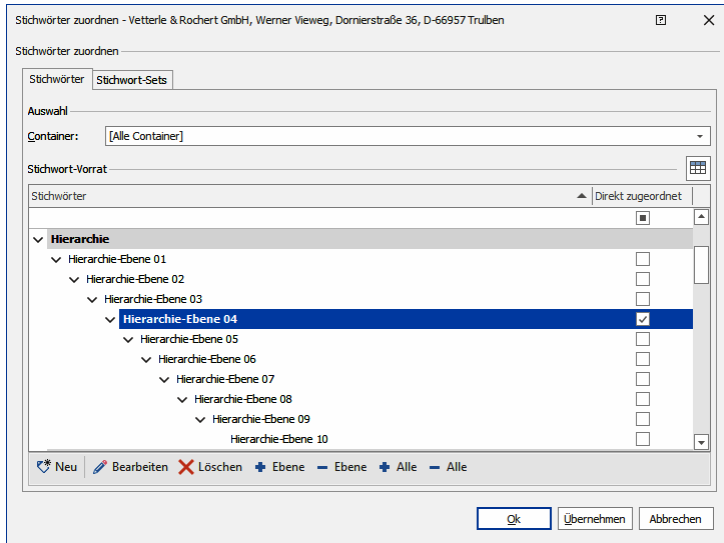 Stichwörter zuordnen - Vetterle & Rochert GmbH, Werner Vieweg, Dornierstraße 36, D-66957 Trulben
Stichwörter zuordnen
Stichwörter Stichwort-Sets
Auswahl
Container: [Alle Container]
Stichwort-Vorrat
Stichwörter Direkt zugeordnet
Hierarchie
Hierarchie-Ebene 01
Hierarchie-Ebene 02
Hierarchie-Ebene 03
Hierarchie-Ebene 04
Hierarchie-Ebene 05
Hierarchie-Ebene 06
Hierarchie-Ebene 07
Hierarchie-Ebene 08
Hierarchie-Ebene 09
Hierarchie-Ebene 10
Neu Bearbeiten Löschen + Ebene − Ebene + Alle − Alle
Ok Übernehmen Abbrechen